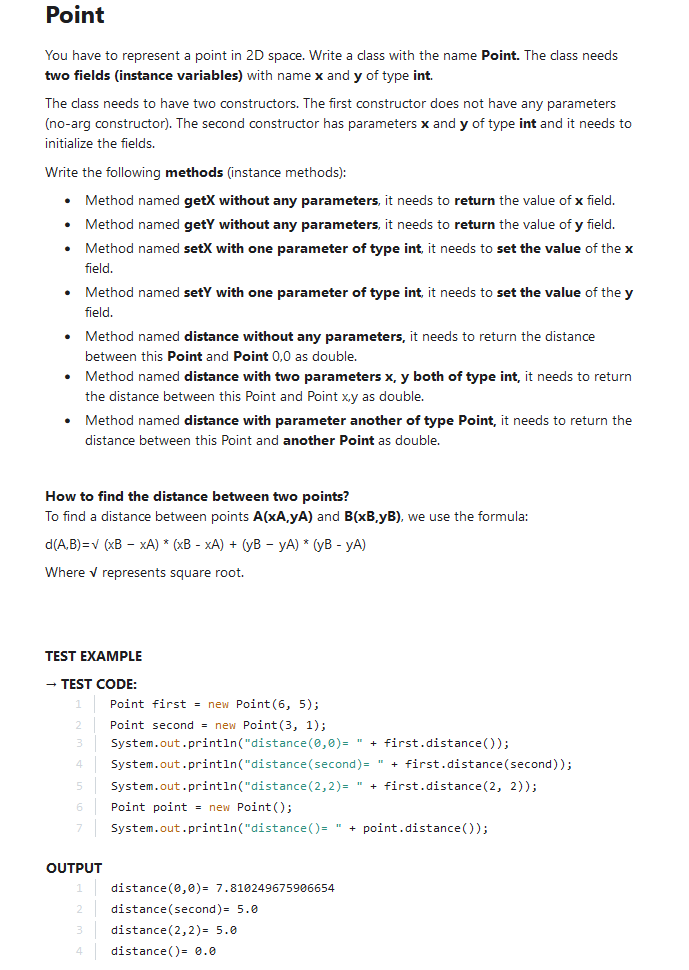 Point
You have to represent a point in 2D space. Write a class with the name Point. The class needs
two fields (instance variables) with name x and y of type int.
The class needs to have two constructors. The first constructor does not have any parameters
(no-arg constructor). The second constructor has parameters x and y of type int and it needs to
initialize the fields.
Write the following methods (instance methods):
• Method named getX without any parameters, it needs to return the value of x field.
• Method named getY without any parameters, it needs to return the value of y field.
• Method named setX with one parameter of type int, it needs to set the value of the x
field.
• Method named setY with one parameter of type int, it needs to set the value of the y
field.
• Method named distance without any parameters, it needs to return the distance
between this Point and Point 0,0 as double.
• Method named distance with two parameters x, y both of type int, it needs to return
the distance between this Point and Point x,y as double.
• Method named distance with parameter another of type Point, it needs to return the
distance between this Point and another Point as double.
How to find the distance between two points?
To find a distance between points A(xA,yA) and B(xB,yB), we use the formula:
d(A,B)=√ (xB − xA) * (xB - xA) + (yB − yA) * (yB - yA)
Where √ represents square root.
TEST EXAMPLE
→ TEST CODE:
1 Point first = new Point(6, 5);
2 Point second = new Point(3, 1);
3 System.out.println("distance(0,0)= " + first.distance());
4 System.out.println("distance(second)= " + first.distance(second));
5 System.out.println("distance(2,2)= " + first.distance(2, 2));
6 Point point = new Point();
7 System.out.println("distance()= " + point.distance());
OUTPUT
1 distance(0,0)= 7.810249675906654
2 distance(second)= 5.0
3 distance(2,2)= 5.0
4 distance()= 0.0